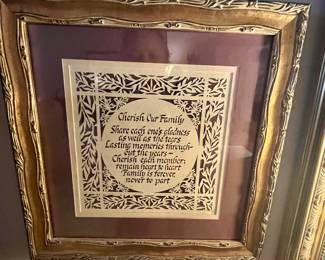 Cherish Our Family
Share each one's gladness
as well as the tears
Lasting memories through-
out the years –
Cherish each member;
remain heart to heart
Family is forever,
never to part